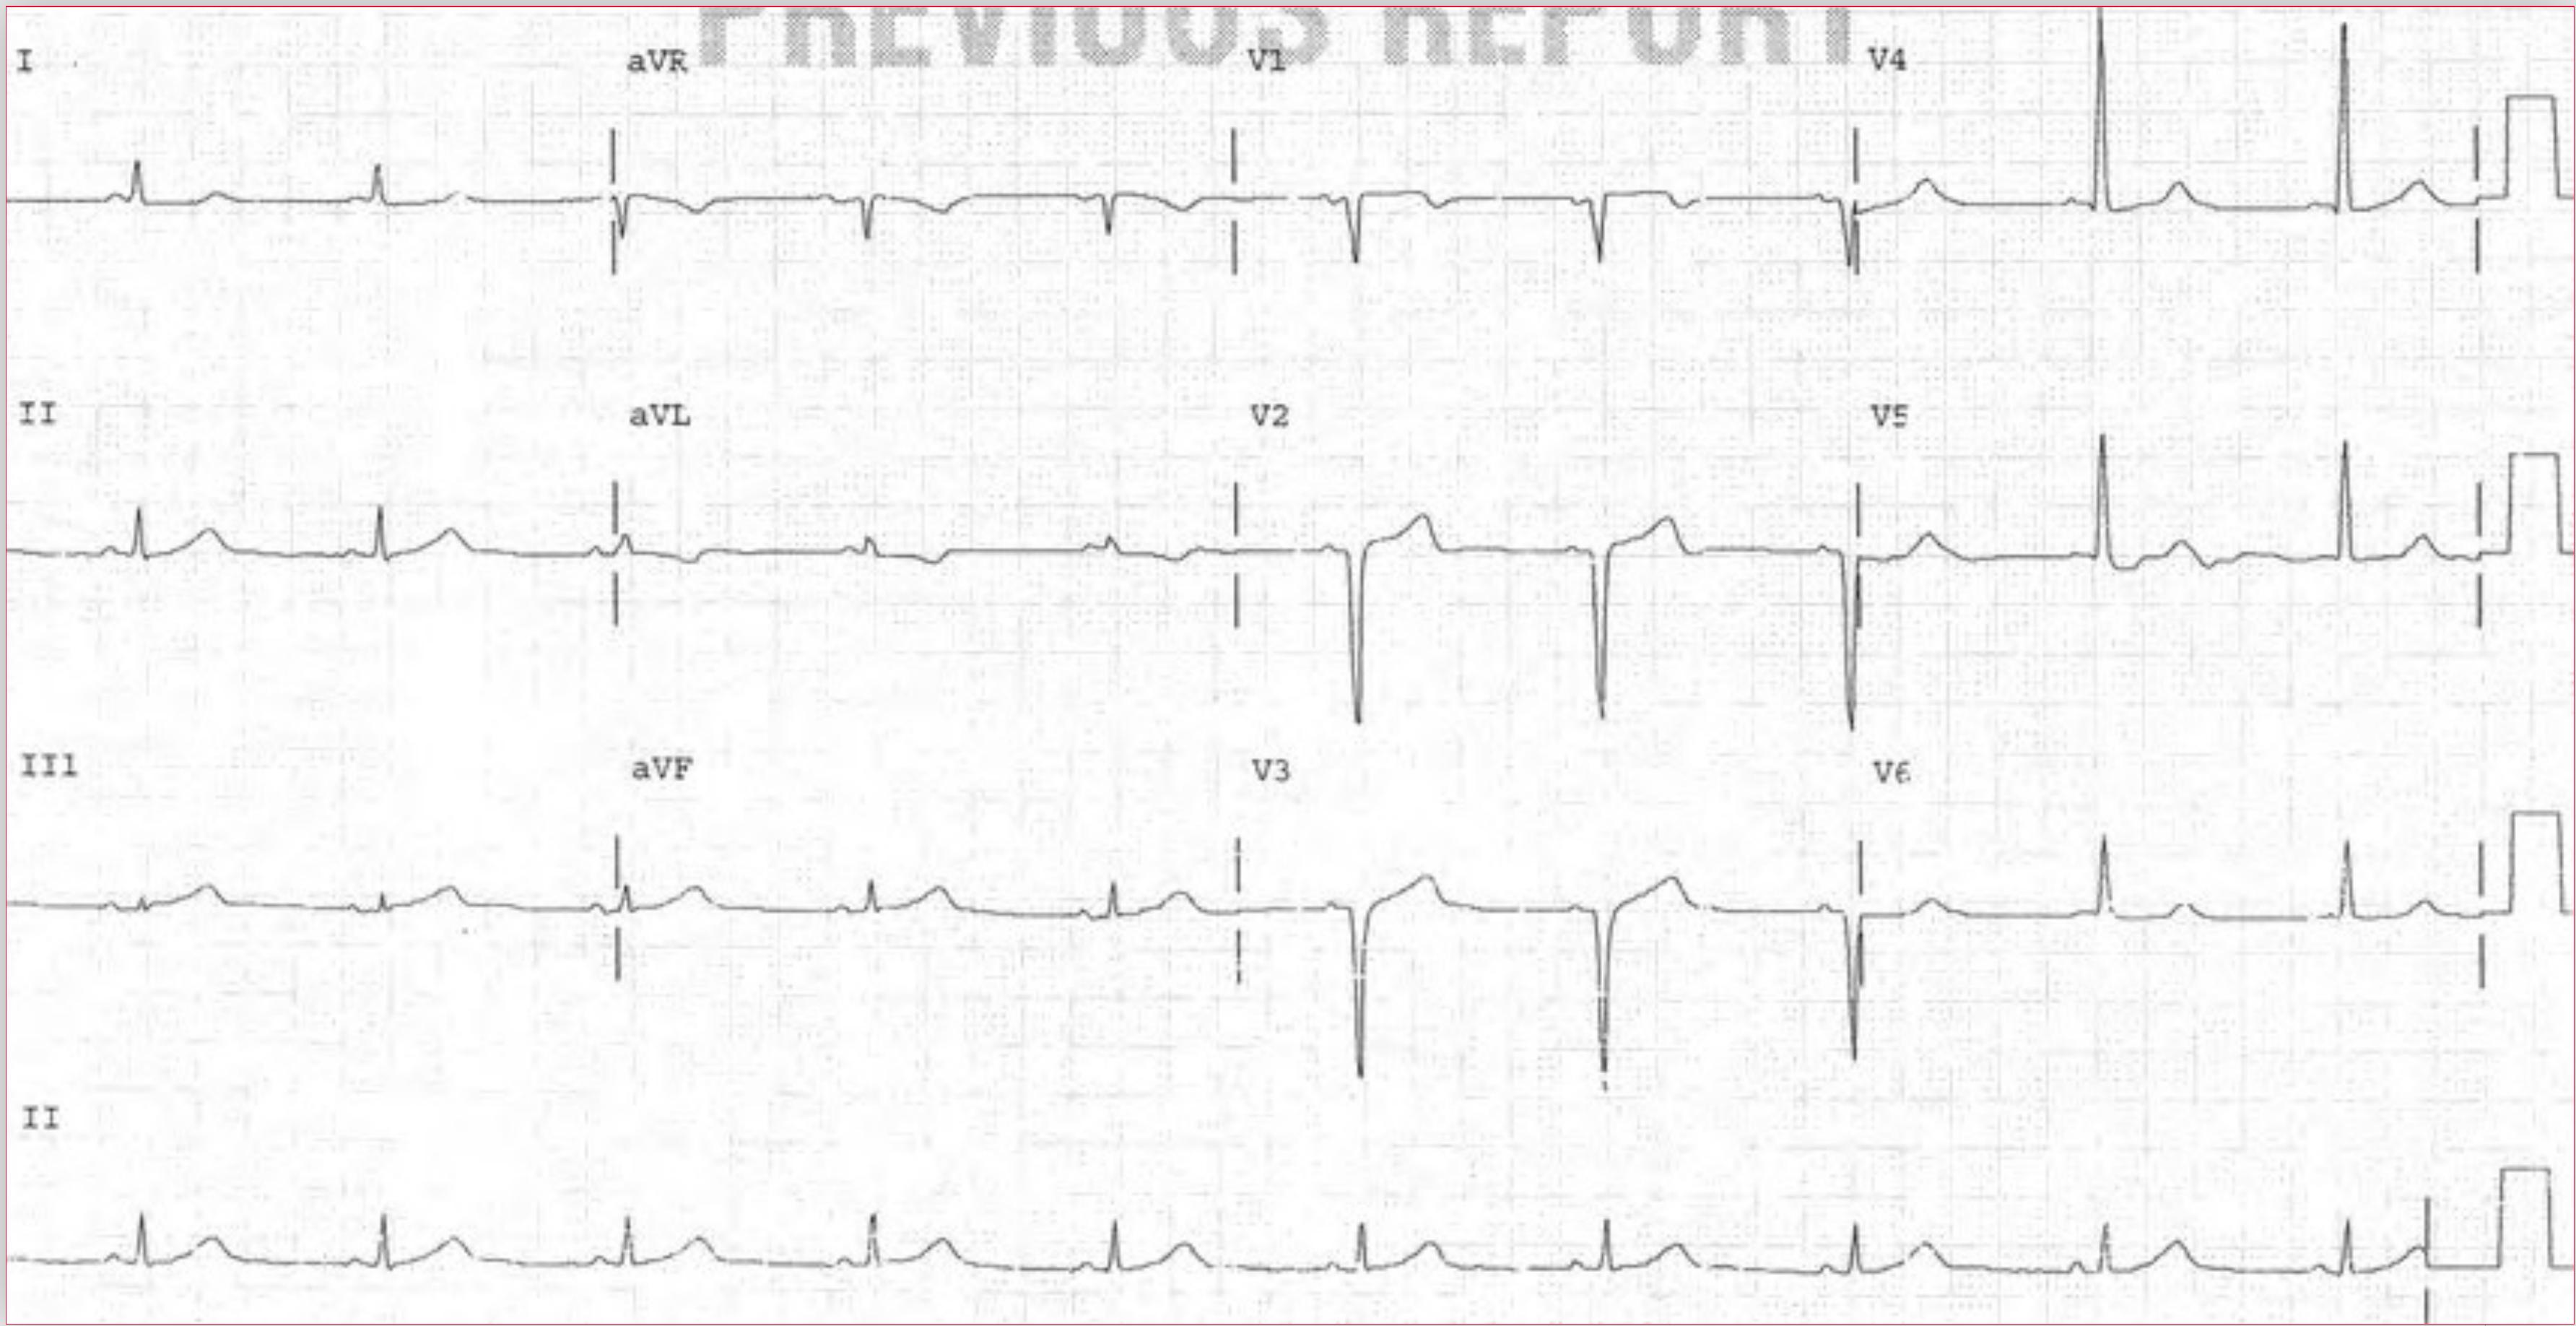 PREVIOUS REPORT
I aVR V1 V4
II aVL V2 V5
III aVF V3 V6
II